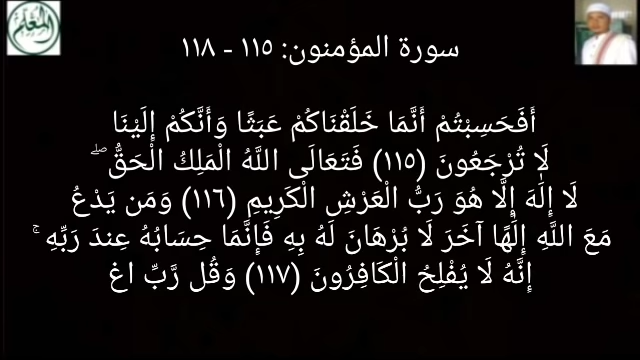 المعلم
سورة المؤمنون: ١١٥ - ١١٨
أَفَحَسِبْتُمْ أَنَّمَا خَلَقْنَاكُمْ عَبَثًا وَأَنَّكُمْ إِلَيْنَا
لَا تُرْجَعُونَ (١١٥) فَتَعَالَى اللَّهُ الْمَلِكُ الْحَقُّ ۖ
لَا إِلَٰهَ إِلَّا هُوَ رَبُّ الْعَرْشِ الْكَرِيمِ (١١٦) وَمَن يَدْعُ
مَعَ اللَّهِ إِلَٰهًا آخَرَ لَا بُرْهَانَ لَهُ بِهِ فَإِنَّمَا حِسَابُهُ عِندَ رَبِّهِ ۚ
إِنَّهُ لَا يُفْلِحُ الْكَافِرُونَ (١١٧) وَقُل رَّبِّ اغ